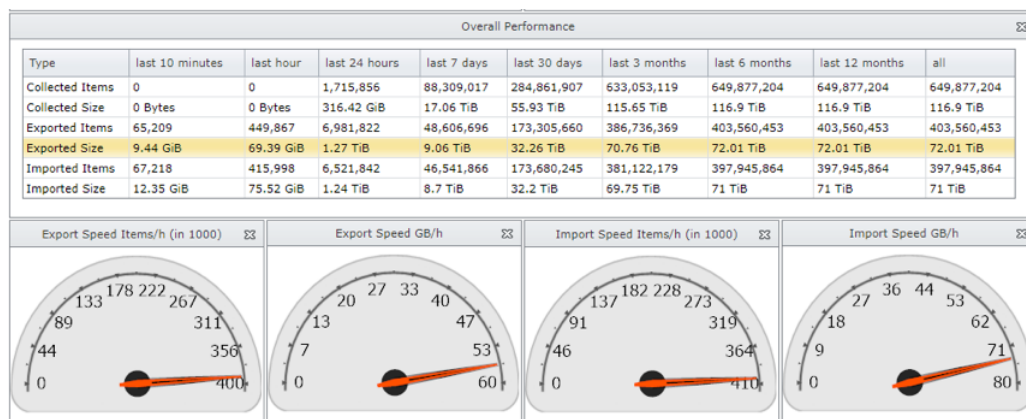 Overall Performance
Type last 10 minutes last hour last 24 hours last 7 days last 30 days last 3 months last 6 months last 12 months all
Collected Items 0 0 1,715,856 88,309,017 284,861,907 633,053,119 649,877,204 649,877,204 649,877,204
Collected Size 0 Bytes 0 Bytes 316.42 GiB 17.06 TiB 55.93 TiB 115.65 TiB 116.9 TiB 116.9 TiB 116.9 TiB
Exported Items 65,209 449,867 6,981,822 48,606,696 173,305,660 386,736,369 403,560,453 403,560,453 403,560,453
Exported Size 9.44 GiB 69.39 GiB 1.27 TiB 9.06 TiB 32.26 TiB 70.76 TiB 72.01 TiB 72.01 TiB 72.01 TiB
Imported Items 67,218 415,998 6,521,842 46,541,866 173,680,245 381,122,179 397,945,864 397,945,864 397,945,864
Imported Size 12.35 GiB 75.52 GiB 1.24 TiB 8.7 TiB 32.2 TiB 69.75 TiB 71 TiB 71 TiB 71 TiB
Export Speed Items/h (in 1000)
0 44 89 133 178 222 267 311 356 400
Export Speed GB/h
0 7 13 20 27 33 40 47 53 60
Import Speed Items/h (in 1000)
0 46 91 137 182 228 273 319 364 410
Import Speed GB/h
0 9 18 27 36 44 53 62 71 80